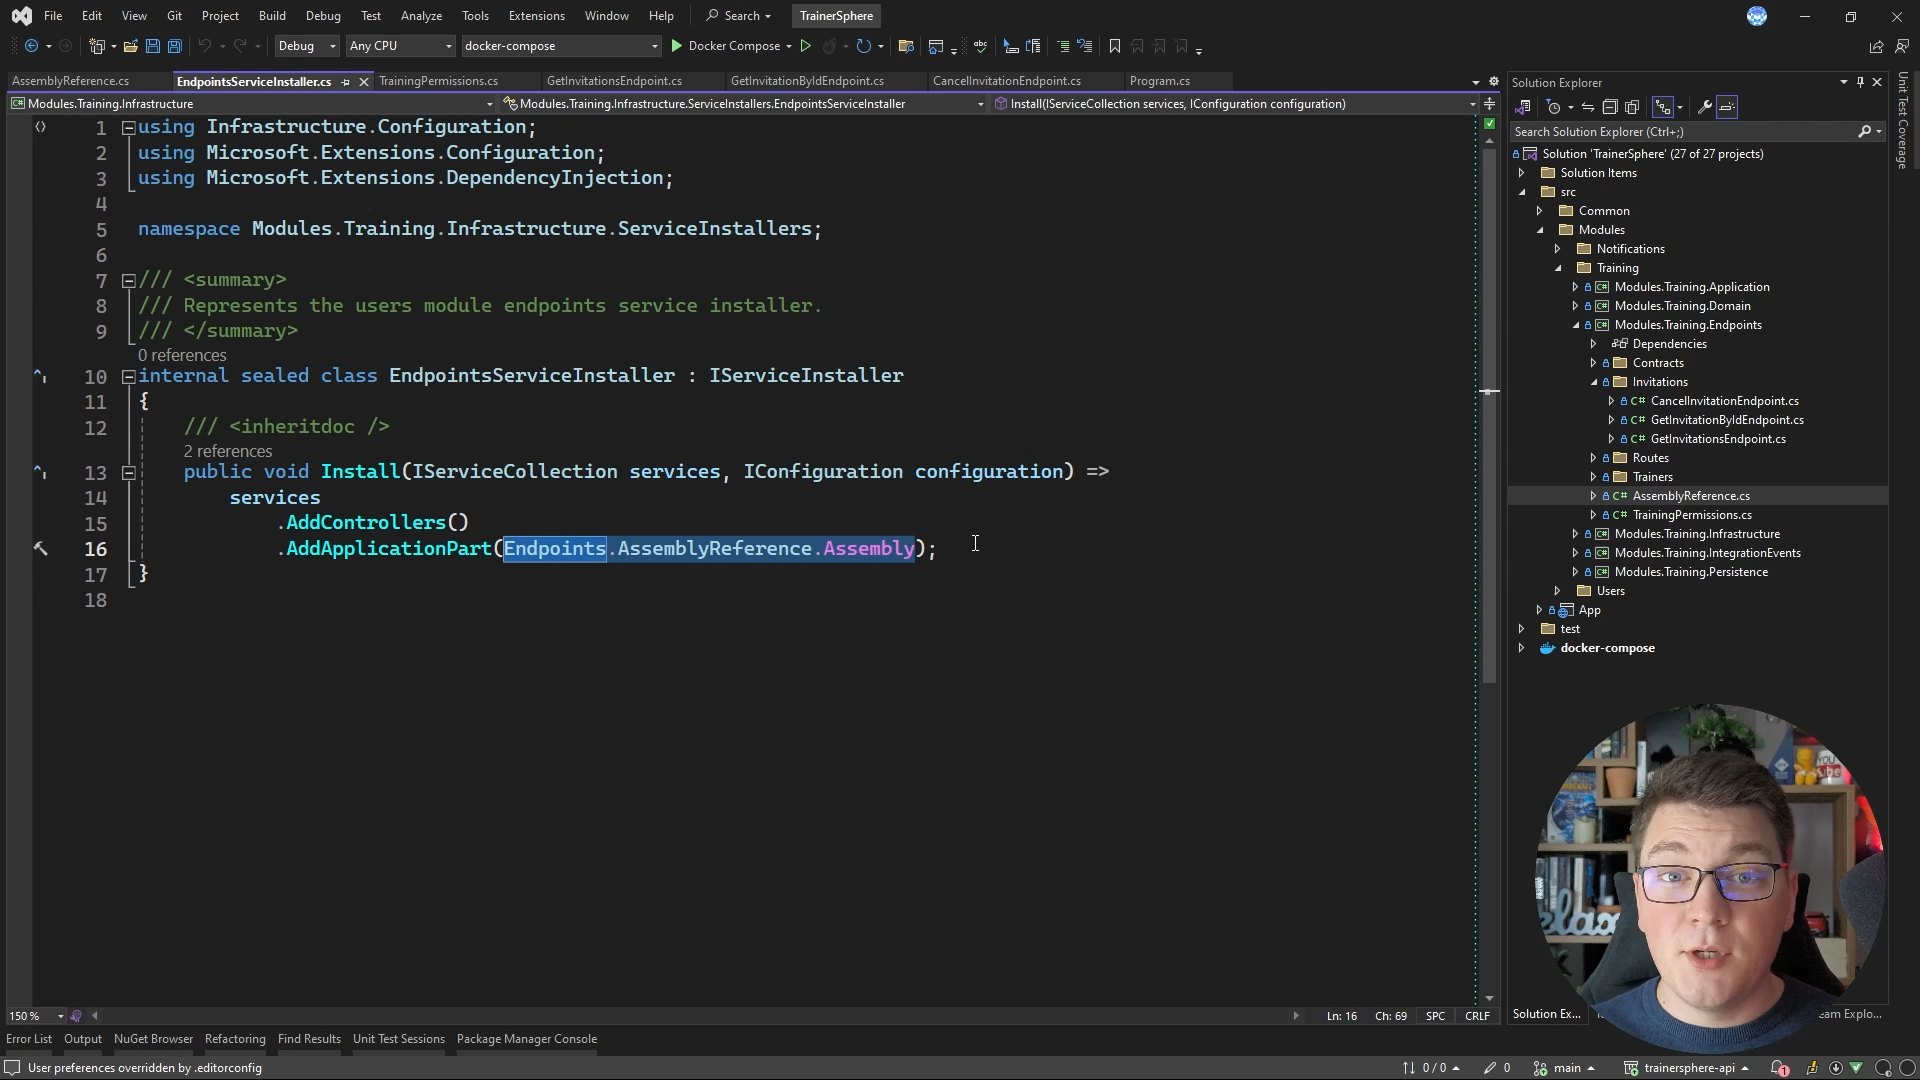 File Edit View Git Project Build Debug Test Analyze Tools Extensions Window Help Search TrainerSphere
Debug Any CPU docker-compose Docker Compose
AssemblyReference.cs EndpointsServiceInstaller.cs TrainingPermissions.cs GetInvitationsEndpoint.cs GetInvitationByIdEndpoint.cs CancelInvitationEndpoint.cs Program.cs
Modules.Training.Infrastructure Modules.Training.Infrastructure.ServiceInstallers.EndpointsServiceInstaller Install(IServiceCollection services, IConfiguration configuration)
1 using Infrastructure.Configuration;
2 using Microsoft.Extensions.Configuration;
3 using Microsoft.Extensions.DependencyInjection;
4
5 namespace Modules.Training.Infrastructure.ServiceInstallers;
6
7 /// <summary>
8 /// Represents the users module endpoints service installer.
9 /// </summary>
0 references
10 internal sealed class EndpointsServiceInstaller : IServiceInstaller
11 {
12 /// <inheritdoc />
2 references
13 public void Install(IServiceCollection services, IConfiguration configuration) =>
14 services
15 .AddControllers()
16 .AddApplicationPart(Endpoints.AssemblyReference.Assembly);
17 }
18
150 % Ln: 16 Ch: 69 SPC CRLF
Solution Explorer
Search Solution Explorer (Ctrl+;)
Solution 'TrainerSphere' (27 of 27 projects)
Solution Items
src
Common
Modules
Notifications
Training
Modules.Training.Application
Modules.Training.Domain
Modules.Training.Endpoints
Dependencies
Contracts
Invitations
CancelInvitationEndpoint.cs
GetInvitationByIdEndpoint.cs
GetInvitationsEndpoint.cs
Routes
Trainers
AssemblyReference.cs
TrainingPermissions.cs
Modules.Training.Infrastructure
Modules.Training.IntegrationEvents
Modules.Training.Persistence
Users
App
test
docker-compose
Unit Test Coverage
Solution Ex... eam Explo...
Error List Output NuGet Browser Refactoring Find Results Unit Test Sessions Package Manager Console
User preferences overridden by .editorconfig 0 / 0 0 main trainersphere-api 1